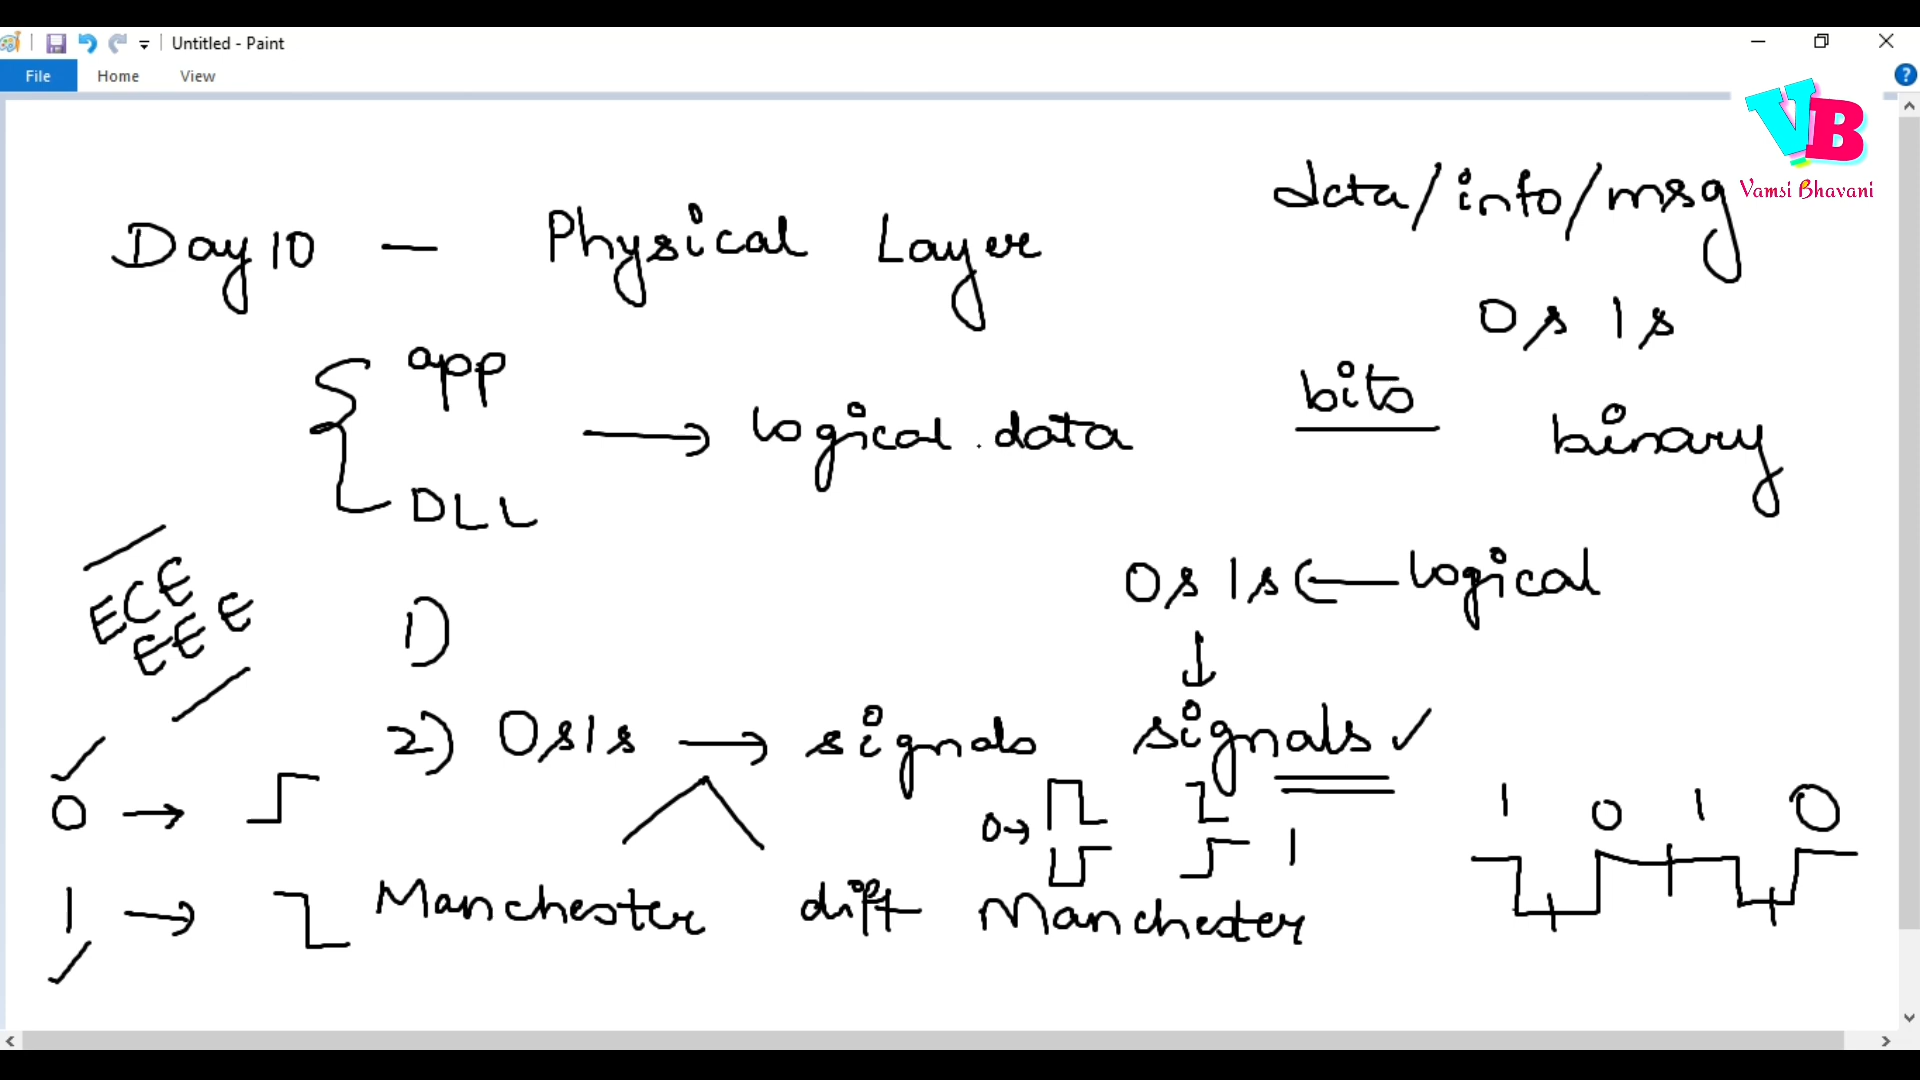 Untitled - Paint
File Home View
VB
Vamsi Bhavani
data/info/msg
Day 10 — Physical Layer
0s 1s
app
bits
→ logical data
binary
DLL
0s 1s ← logical
ECE
EEE
1)
2) 0s1s → signals
signals ✓
0 →
0→
1
1 0 1 0
1 →
Manchester diff Manchester